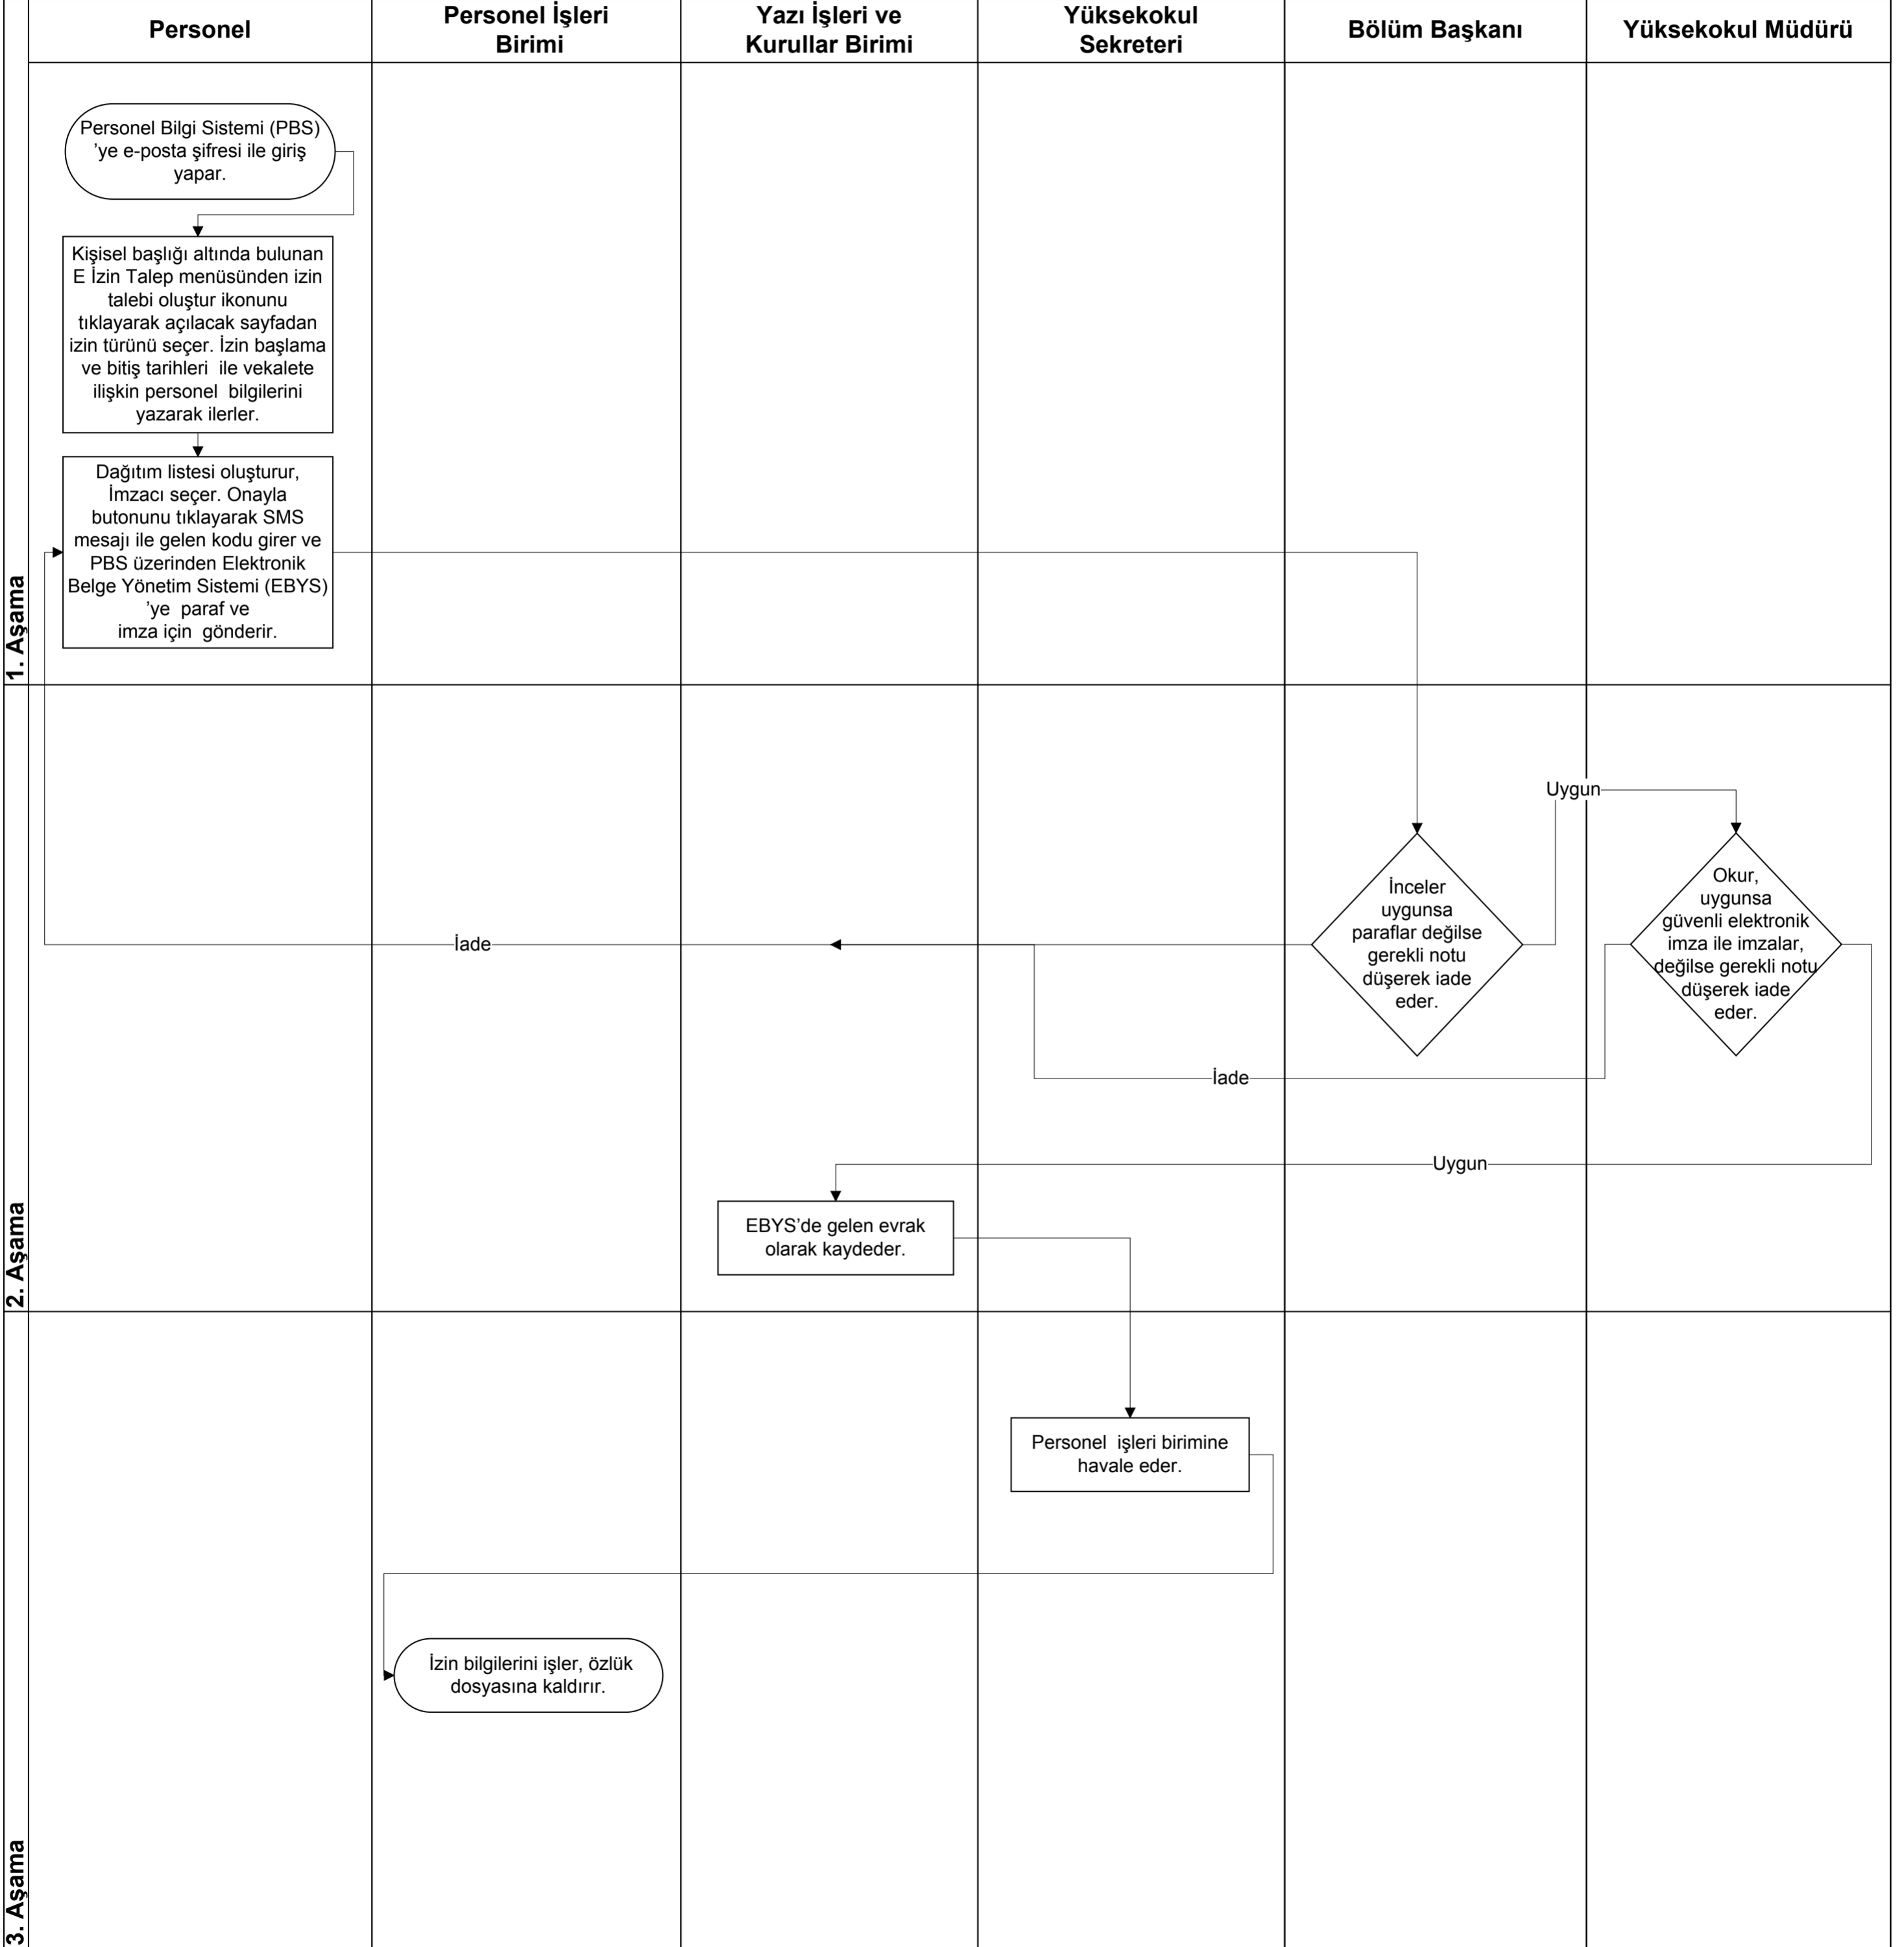 Personel
Personel İşleri
Birimi
Yazı İşleri ve
Kurullar Birimi
Yüksekokul
Sekreteri
Bölüm Başkanı
Yüksekokul Müdürü
1. Aşama
Personel Bilgi Sistemi (PBS)
’ye e-posta şifresi ile giriş
yapar.
Kişisel başlığı altında bulunan
E İzin Talep menüsünden izin
talebi oluştur ikonunu
tıklayarak açılacak sayfadan
izin türünü seçer. İzin başlama
ve bitiş tarihleri  ile vekalete
ilişkin personel  bilgilerini
yazarak ilerler.
Dağıtım listesi oluşturur,
İmzacı seçer. Onayla
butonunu tıklayarak SMS
mesajı ile gelen kodu girer ve
PBS üzerinden Elektronik
Belge Yönetim Sistemi (EBYS)
’ye  paraf ve
imza için  gönderir.
2. Aşama
Uygun
İnceler
uygunsa
paraflar değilse
gerekli notu
düşerek iade
eder.
Okur,
uygunsa
güvenli elektronik
imza ile imzalar,
değilse gerekli notu
düşerek iade
eder.
İade
İade
Uygun
EBYS’de gelen evrak
olarak kaydeder.
3. Aşama
Personel  işleri birimine
havale eder.
İzin bilgilerini işler, özlük
dosyasına kaldırır.